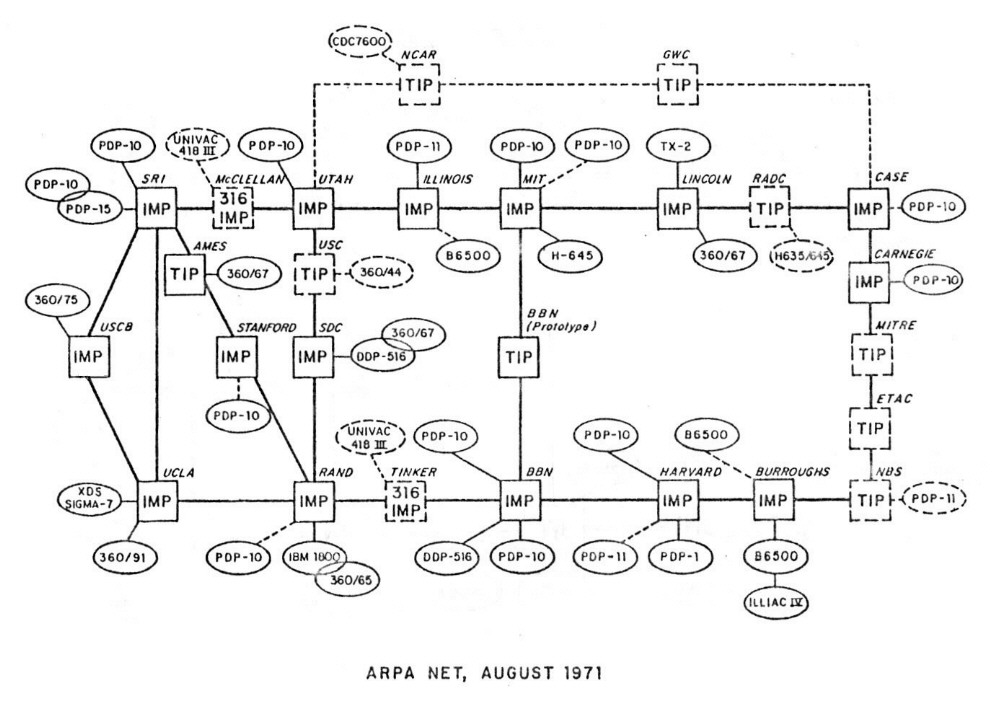 CDC7600
NCAR
GWC
TIP
TIP
PDP-10
UNIVAC
418 III
PDP-10
PDP-11
PDP-10
PDP-10
TX-2
PDP-10
PDP-15
SRI
McCLELLAN
UTAH
ILLINOIS
MIT
LINCOLN
RADC
CASE
IMP
316
IMP
IMP
IMP
IMP
IMP
TIP
IMP
PDP-10
AMES
USC
B6500
H-645
360/67
H635/645
CARNEGIE
TIP
360/67
TIP
360/44
IMP
PDP-10
360/75
USCB
STANFORD
SDC
360/67
BBN
(Prototype)
MITRE
IMP
IMP
IMP
DDP-516
TIP
TIP
PDP-10
ETAC
TIP
UNIVAC
418 III
PDP-10
PDP-10
B6500
UCLA
RAND
TINKER
BBN
HARVARD
BURROUGHS
NBS
XDS
SIGMA-7
IMP
IMP
316
IMP
IMP
IMP
IMP
TIP
PDP-11
360/91
PDP-10
IBM 1800
360/65
DDP-516
PDP-10
PDP-11
PDP-1
B6500
ILLIAC IV
ARPA NET, AUGUST 1971